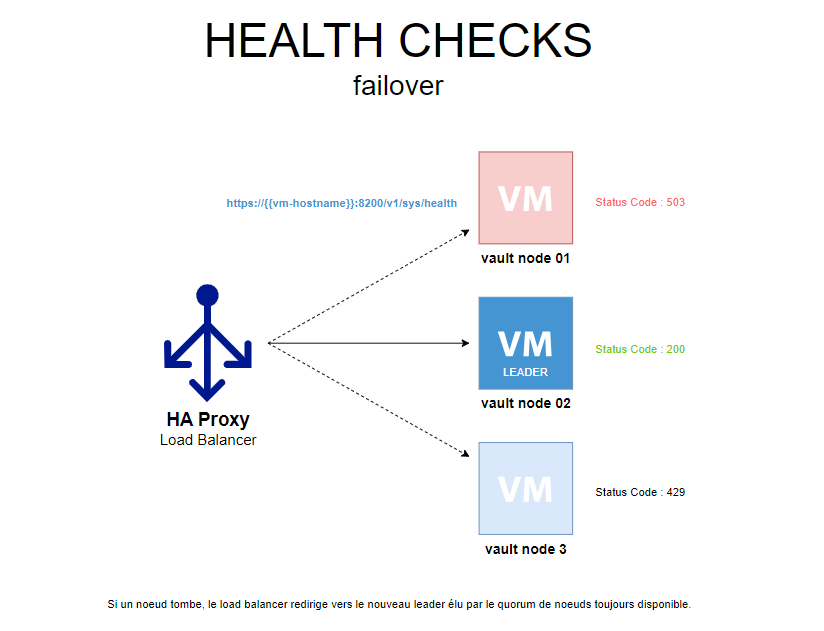 HEALTH CHECKS
failover
VM
https://{{vm-hostname}}:8200/v1/sys/health
Status Code : 503
vault node 01
VM
LEADER
Status Code : 200
vault node 02
HA Proxy
Load Balancer
VM
Status Code : 429
vault node 3
Si un noeud tombe, le load balancer redirige vers le nouveau leader élu par le quorum de noeuds toujours disponible.